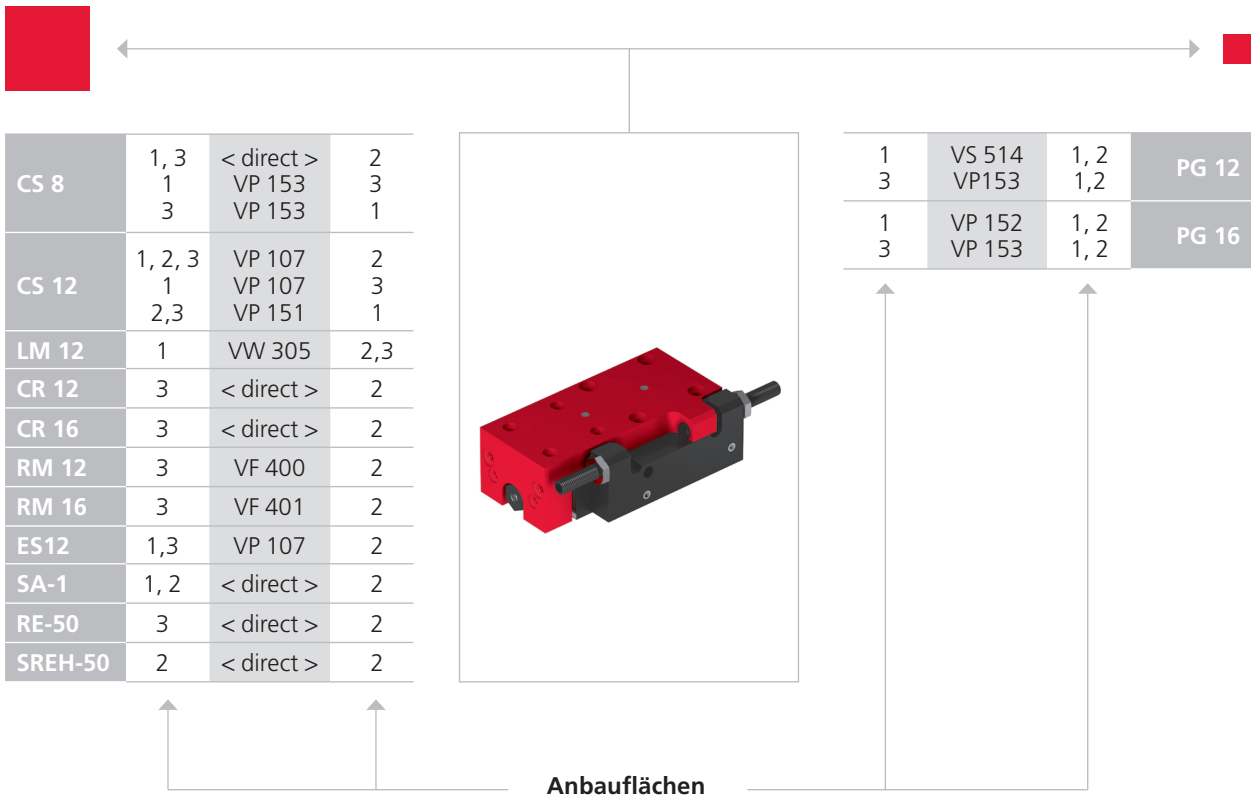 CS 8 1, 3 < direct > 2
1 VP 153 3
3 VP 153 1
CS 12 1, 2, 3 VP 107 2
1 VP 107 3
2,3 VP 151 1
LM 12 1 VW 305 2,3
CR 12 3 < direct > 2
CR 16 3 < direct > 2
RM 12 3 VF 400 2
RM 16 3 VF 401 2
ES12 1,3 VP 107 2
SA-1 1, 2 < direct > 2
RE-50 3 < direct > 2
SREH-50 2 < direct > 2
1 VS 514 1, 2 PG 12
3 VP153 1,2
1 VP 152 1, 2 PG 16
3 VP 153 1, 2
Anbauflächen